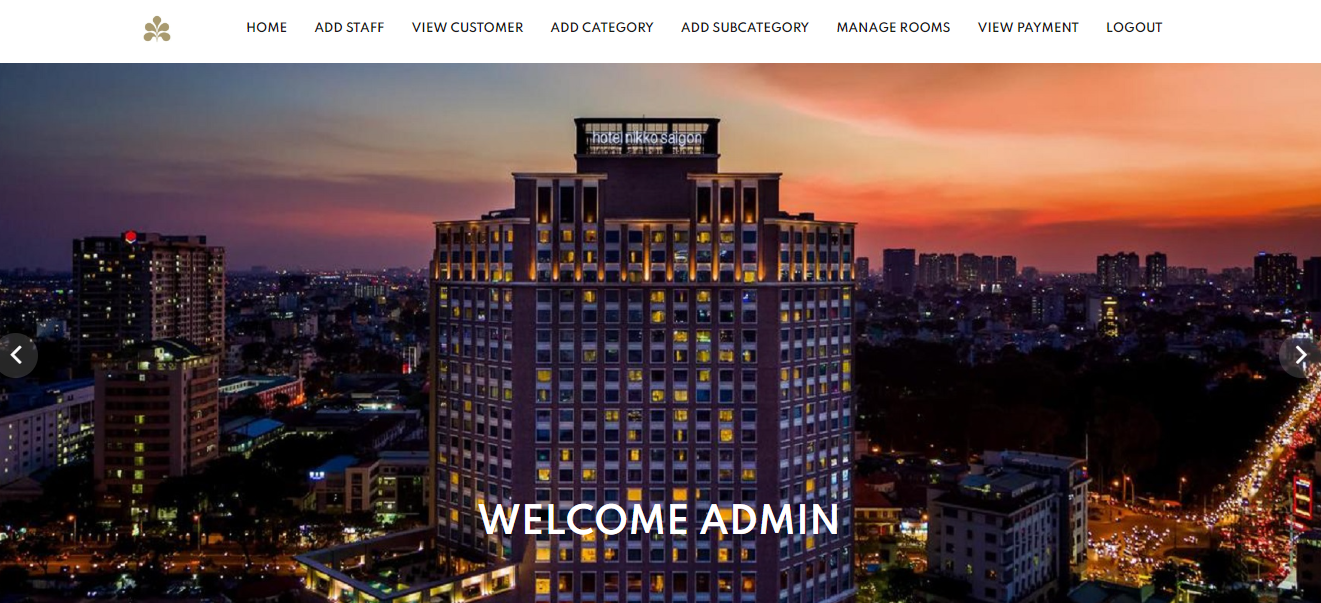 HOME ADD STAFF VIEW CUSTOMER ADD CATEGORY ADD SUBCATEGORY MANAGE ROOMS VIEW PAYMENT LOGOUT
hotel nikko saigon
WELCOME ADMIN